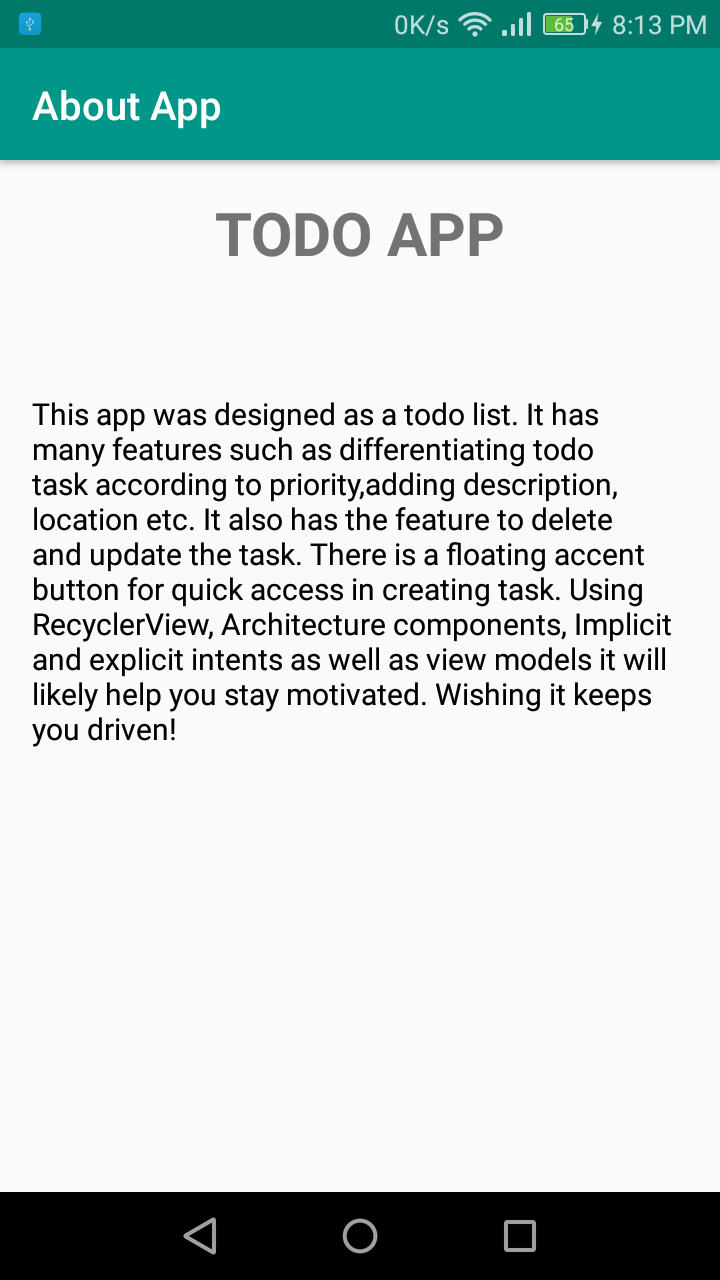 0K/s 65 8:13 PM
About App
TODO APP
This app was designed as a todo list. It has
many features such as differentiating todo
task according to priority,adding description,
location etc. It also has the feature to delete
and update the task. There is a floating accent
button for quick access in creating task. Using
RecyclerView, Architecture components, Implicit
and explicit intents as well as view models it will
likely help you stay motivated. Wishing it keeps
you driven!